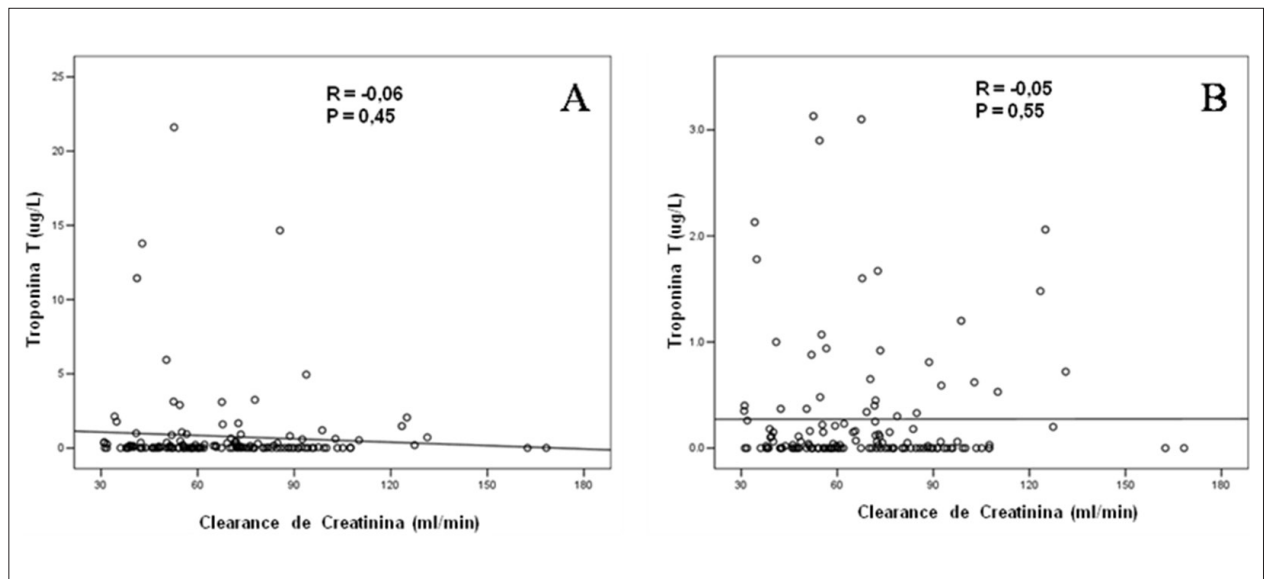 R = -0,06
P = 0,45
A
25
20
15
10
5
0
Troponina T (ug/L)
30 60 90 120 150 180
Clearance de Creatinina (ml/min)
R = -0,05
P = 0,55
B
3.0
2.0
1.0
0.0
Troponina T (ug/L)
30 60 90 120 150 180
Clearance de Creatinina (ml/min)